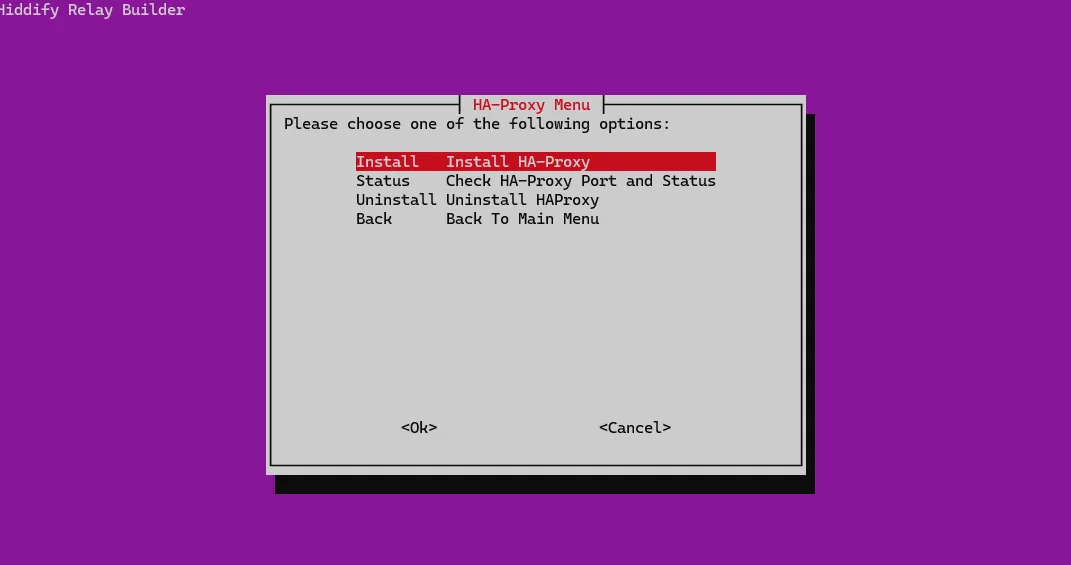 Hiddify Relay Builder
HA-Proxy Menu
Please choose one of the following options:
Install Install HA-Proxy
Status Check HA-Proxy Port and Status
Uninstall Uninstall HAProxy
Back Back To Main Menu
<Ok> <Cancel>